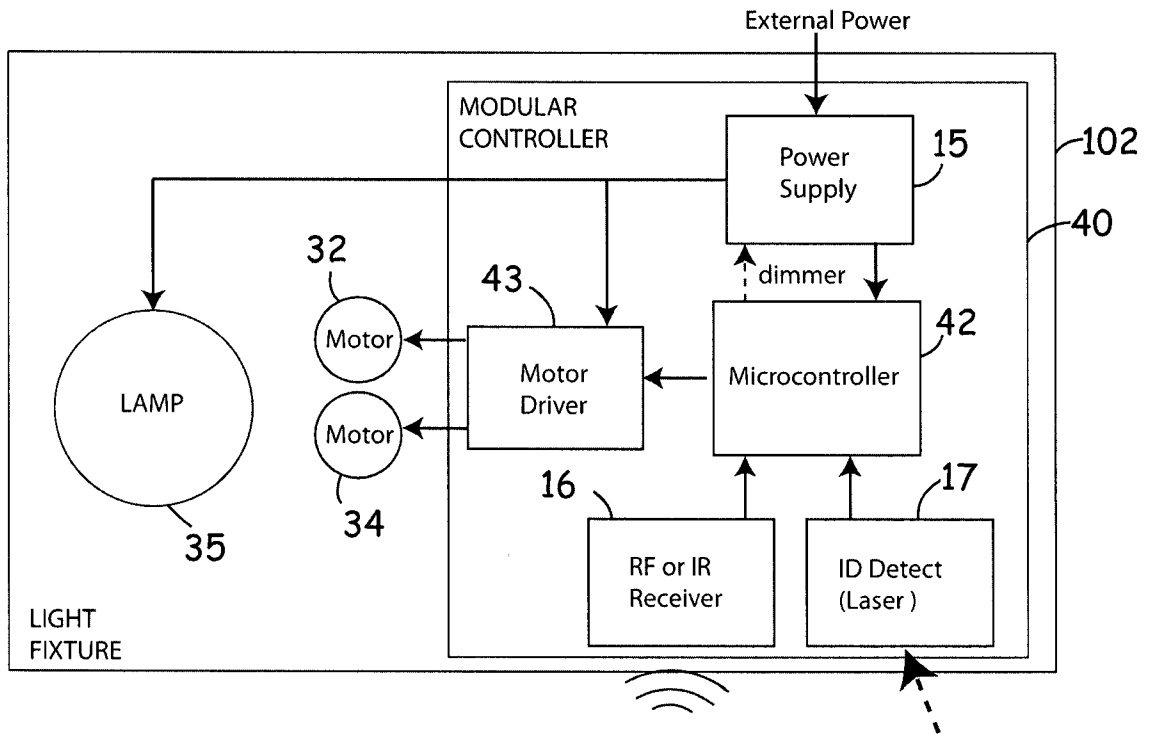 External Power
MODULAR
CONTROLLER
Power
Supply
15
102
40
dimmer
32
43
42
Motor
Motor
Driver
Microcontroller
LAMP
Motor
16
17
34
35
RF or IR
Receiver
ID Detect
(Laser )
LIGHT
FIXTURE